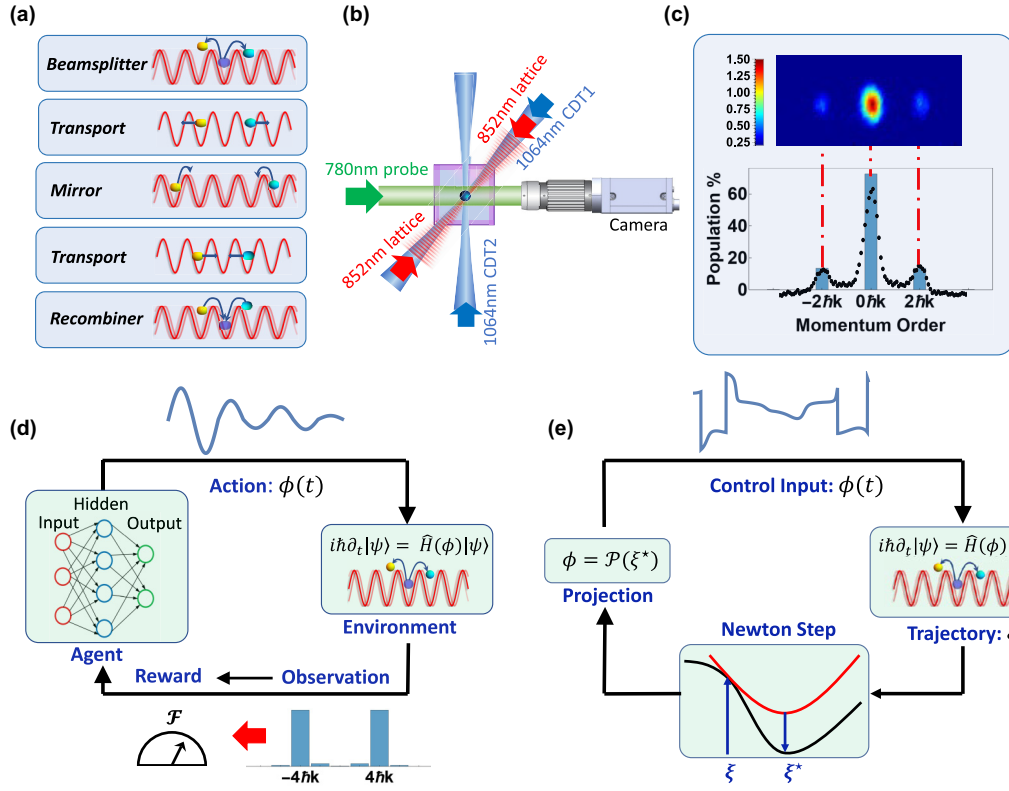 (a)
Beamsplitter
Transport
Mirror
Transport
Recombiner
(b)
852nm lattice
1064nm CDT1
780nm probe
Camera
852nm lattice
1064nm CDT2
(c)
1.50
1.25
1.00
0.75
0.50
0.25
Population %
60
40
20
0
−2ℏk 0ℏk 2ℏk
Momentum Order
(d)
Action: ϕ(t)
Hidden
Input Output
Agent
iℏ∂t|ψ⟩ = Ĥ(ϕ)|ψ⟩
Environment
Reward Observation
ℱ
−4ℏk 4ℏk
(e)
Control Input: ϕ(t)
ϕ = 𝒫(ξ⋆)
Projection
iℏ∂t|ψ⟩ = Ĥ(ϕ)
Trajectory:
Newton Step
ξ ξ⋆